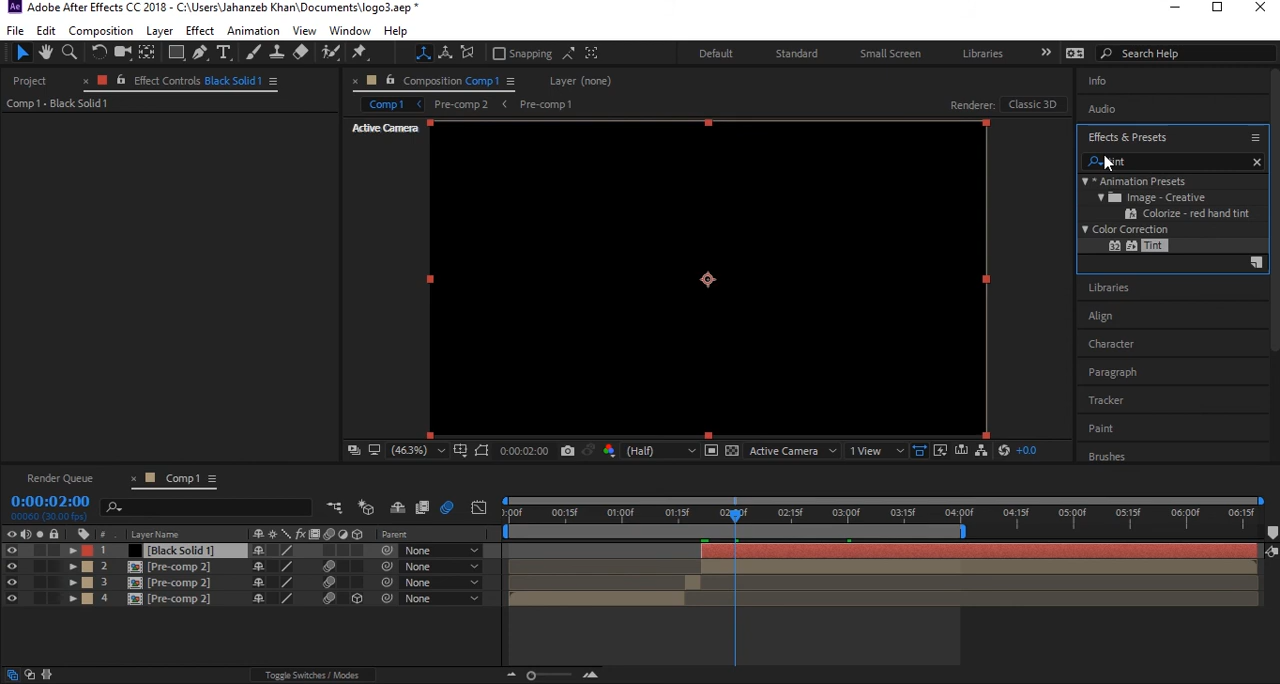 Ae Adobe After Effects CC 2018 - C:\Users\Jahanzeb Khan\Documents\logo3.aep *
File Edit Composition Layer Effect Animation View Window Help
Snapping Default Standard Small Screen Libraries Search Help
Project Effect Controls Black Solid 1 Composition Comp 1 Layer (none) Info
Comp 1 • Black Solid 1 Comp 1 Pre-comp 2 Pre-comp 1 Renderer: Classic 3D Audio
Active Camera
Effects & Presets
* Animation Presets
Image - Creative
Colorize - red hand tint
Color Correction
32 Tint
Libraries
Align
Character
Paragraph
Tracker
Paint
Brushes
(46.3%) 0:00:02:00 (Half) Active Camera 1 View +0.0
Render Queue Comp 1
0:00:02:00
00060 (30.00 fps)
:00f 00:15f 01:00f 01:15f 02:00f 02:15f 03:00f 03:15f 04:00f 04:15f 05:00f 05:15f 06:00f 06:15f
# Layer Name fx Parent
1 [Black Solid 1] None
2 [Pre-comp 2] None
3 [Pre-comp 2] None
4 [Pre-comp 2] None
Toggle Switches / Modes